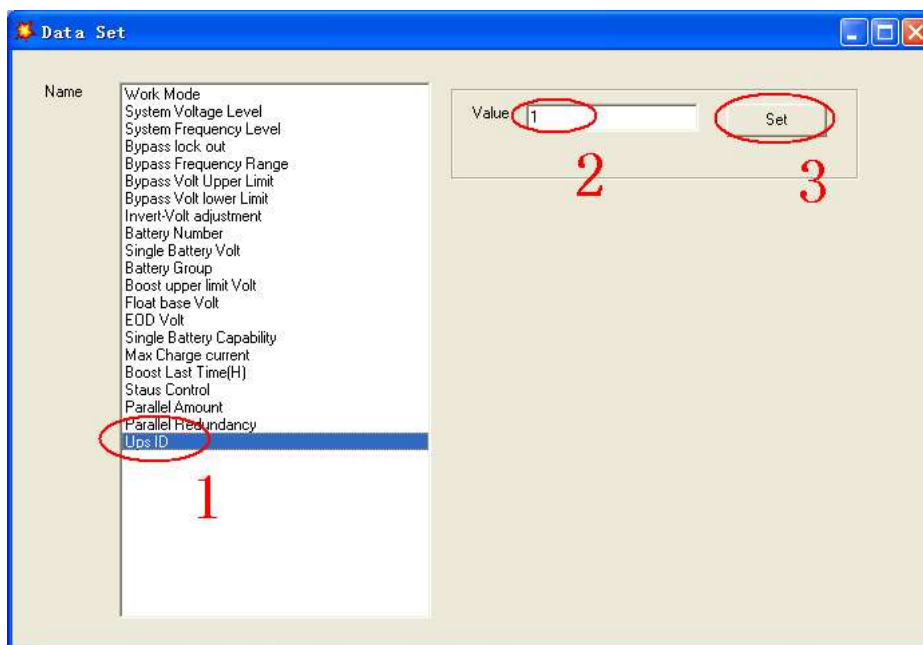 Data Set
Name
Work Mode
System Voltage Level
System Frequency Level
Bypass lock out
Bypass Frequency Range
Bypass Volt Upper Limit
Bypass Volt lower Limit
Invert-Volt adjustment
Battery Number
Single Battery Volt
Battery Group
Boost upper limit Volt
Float base Volt
EOD Volt
Single Battery Capability
Max Charge current
Boost Last Time(H)
Staus Control
Parallel Amount
Parallel Redundancy
Ups ID
1
Value 1 Set
2 3